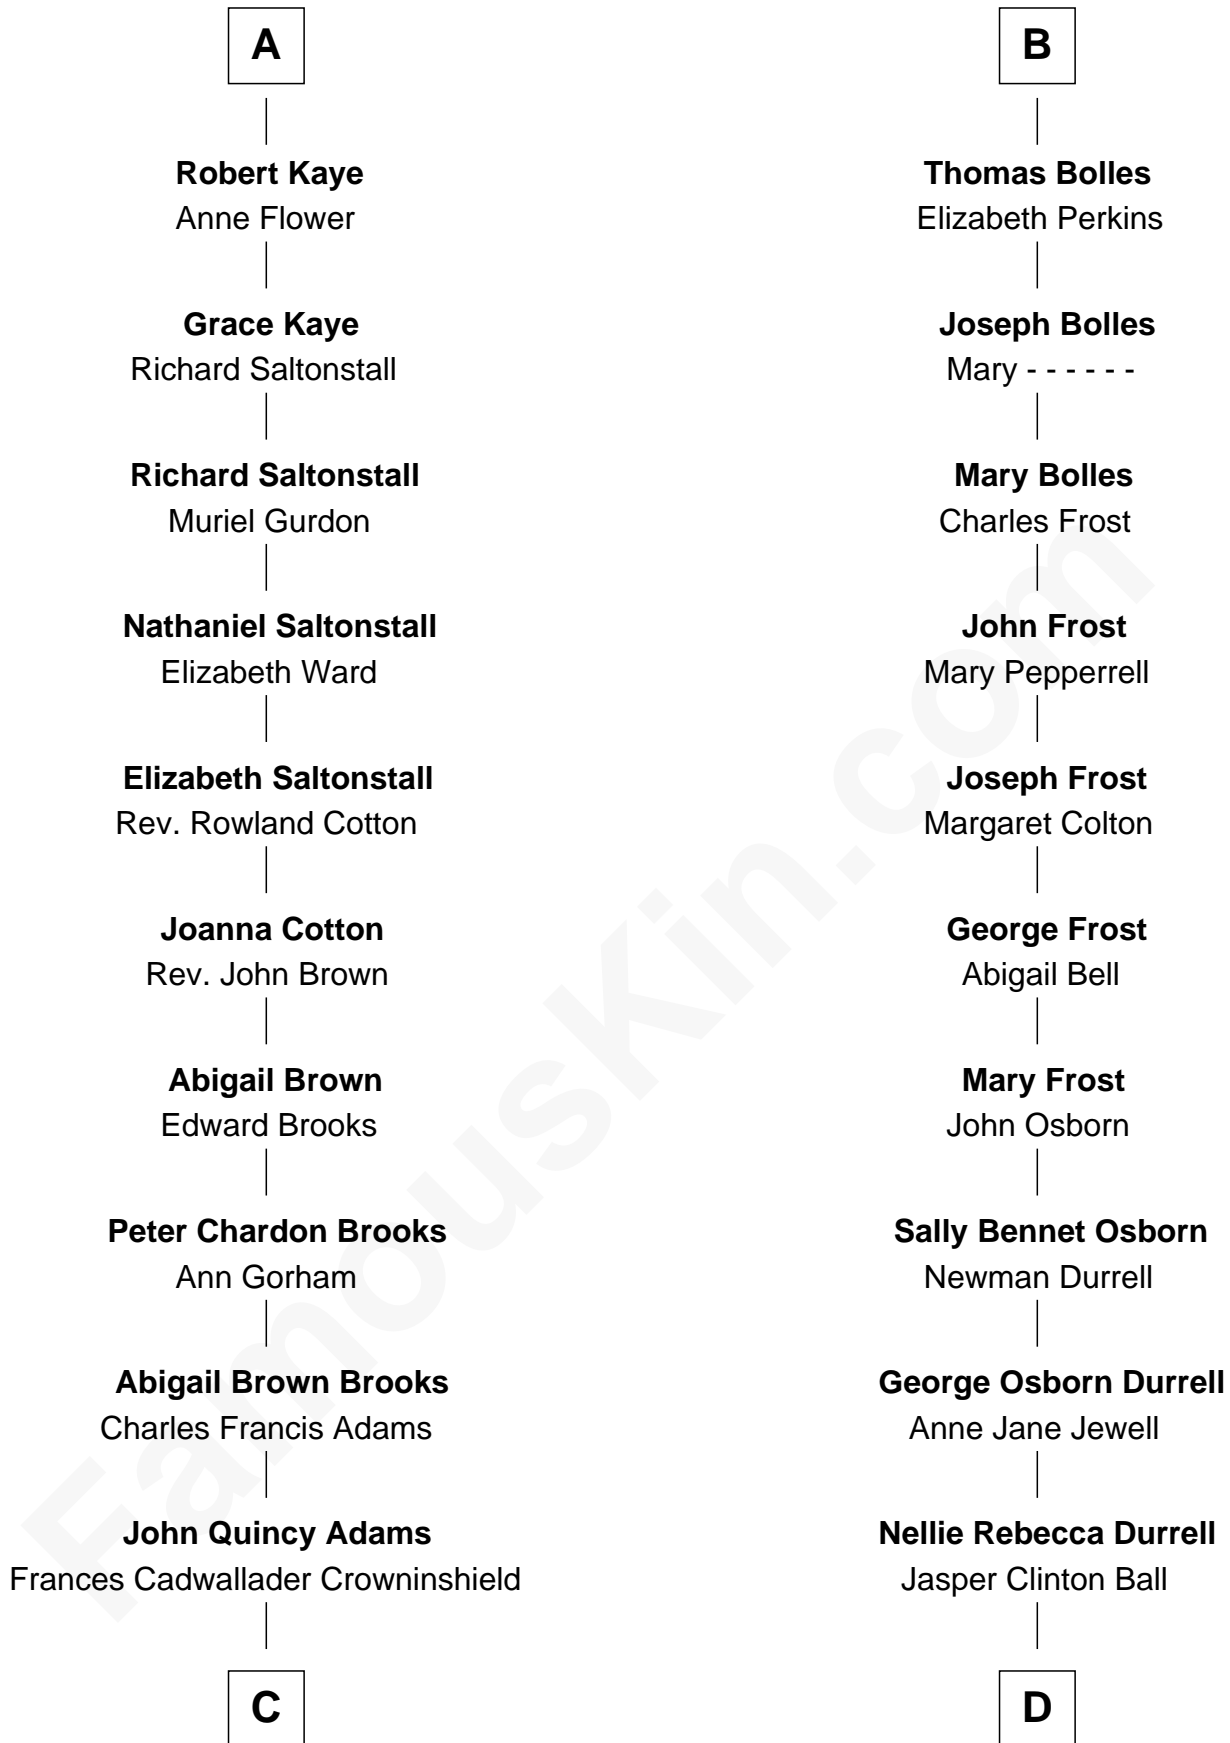 A
Robert Kaye
Anne Flower
Grace Kaye
Richard Saltonstall
Richard Saltonstall
Muriel Gurdon
Nathaniel Saltonstall
Elizabeth Ward
Elizabeth Saltonstall
Rev. Rowland Cotton
Joanna Cotton
Rev. John Brown
Abigail Brown
Edward Brooks
Peter Chardon Brooks
Ann Gorham
Abigail Brown Brooks
Charles Francis Adams
John Quincy Adams
Frances Cadwallader Crowninshield
C
B
Thomas Bolles
Elizabeth Perkins
Joseph Bolles
Mary - - - - - -
Mary Bolles
Charles Frost
John Frost
Mary Pepperrell
Joseph Frost
Margaret Colton
George Frost
Abigail Bell
Mary Frost
John Osborn
Sally Bennet Osborn
Newman Durrell
George Osborn Durrell
Anne Jane Jewell
Nellie Rebecca Durrell
Jasper Clinton Ball
D
FamousKin.com